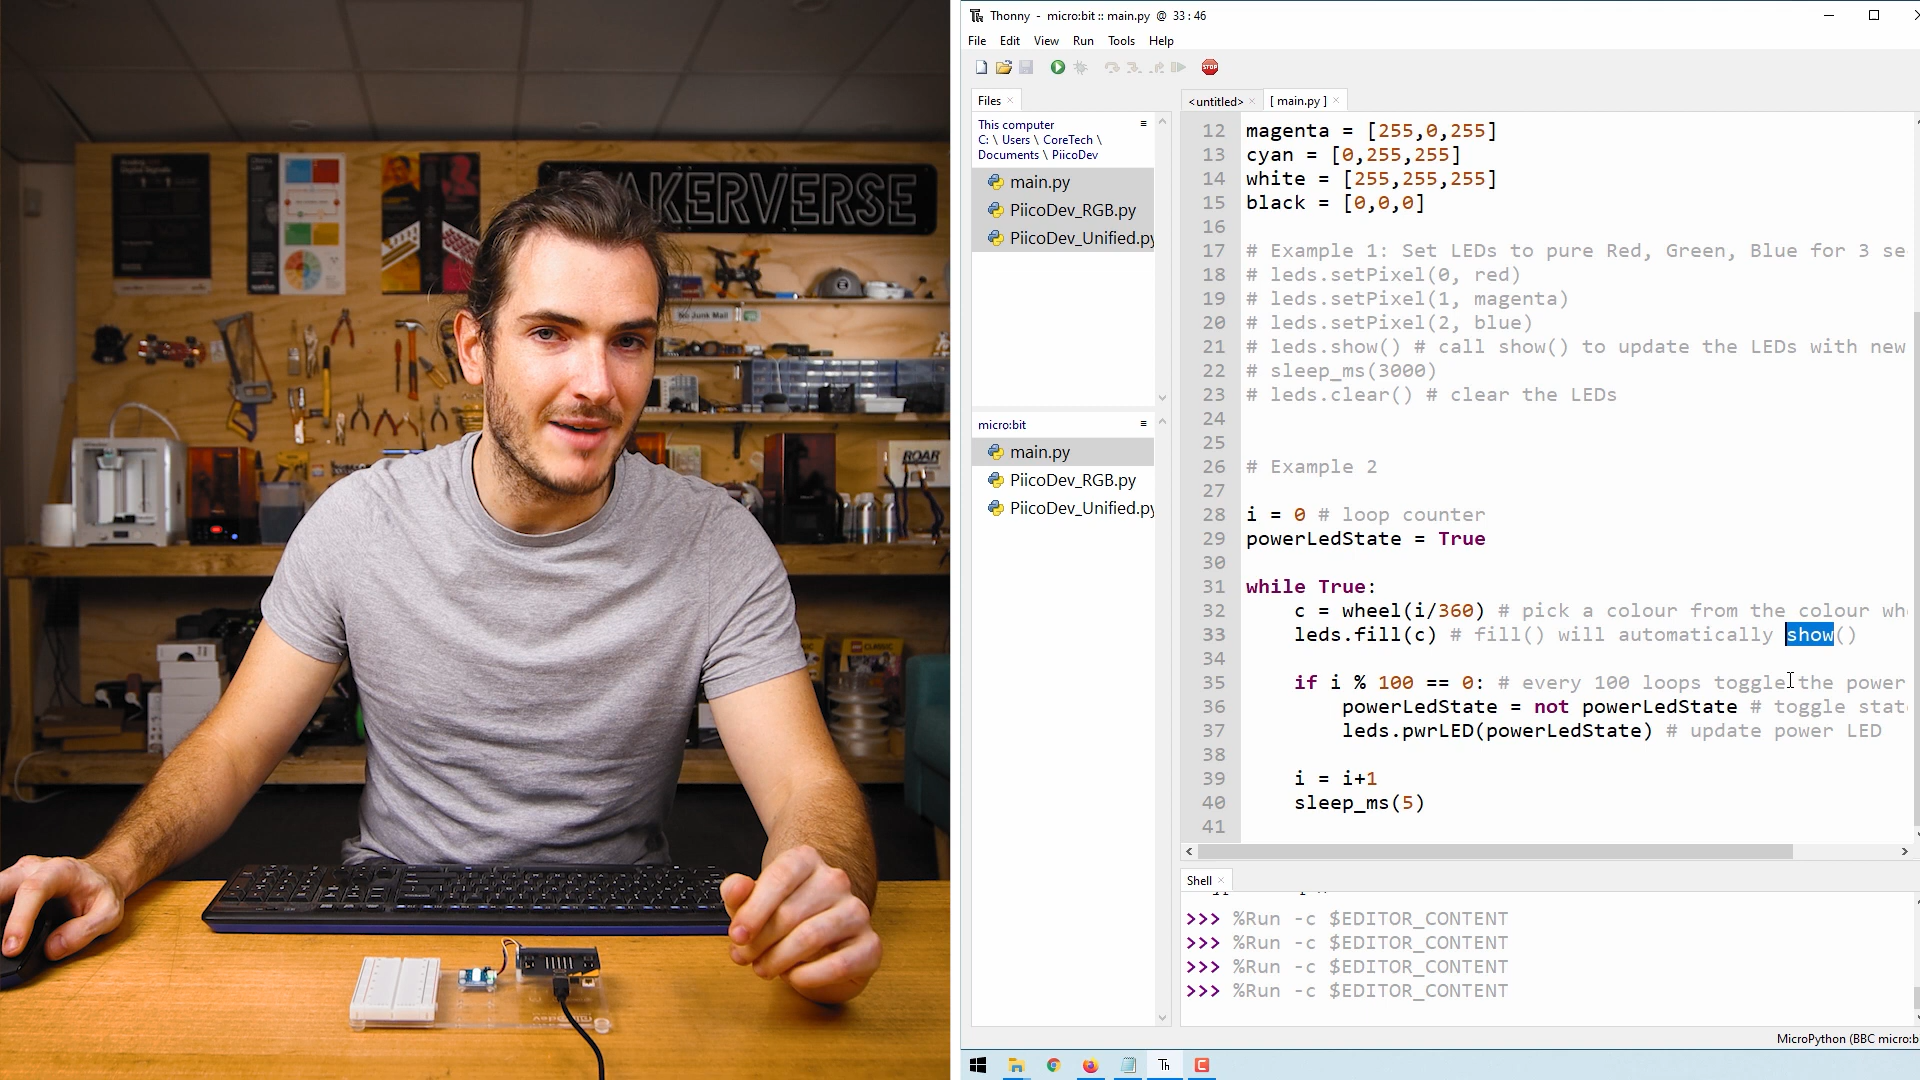 AKERVERSE
No Junk Mail
ROAR
CLASSIC
Thonny - micro:bit :: main.py @ 33 : 46
File Edit View Run Tools Help
Files
This computer
C: \ Users \ CoreTech \
Documents \ PiicoDev
main.py
PiicoDev_RGB.py
PiicoDev_Unified.py
micro:bit
main.py
PiicoDev_RGB.py
PiicoDev_Unified.py
<untitled>
[ main.py ]
12 magenta = [255,0,255]
13 cyan = [0,255,255]
14 white = [255,255,255]
15 black = [0,0,0]
16
17 # Example 1: Set LEDs to pure Red, Green, Blue for 3 se
18 # leds.setPixel(0, red)
19 # leds.setPixel(1, magenta)
20 # leds.setPixel(2, blue)
21 # leds.show() # call show() to update the LEDs with new
22 # sleep_ms(3000)
23 # leds.clear() # clear the LEDs
24
25
26 # Example 2
27
28 i = 0 # loop counter
29 powerLedState = True
30
31 while True:
32 c = wheel(i/360) # pick a colour from the colour wh
33 leds.fill(c) # fill() will automatically show()
34
35 if i % 100 == 0: # every 100 loops toggle the power
36 powerLedState = not powerLedState # toggle stat
37 leds.pwrLED(powerLedState) # update power LED
38
39 i = i+1
40 sleep_ms(5)
41
Shell
>>> %Run -c $EDITOR_CONTENT
>>> %Run -c $EDITOR_CONTENT
>>> %Run -c $EDITOR_CONTENT
>>> %Run -c $EDITOR_CONTENT
MicroPython (BBC micro:b